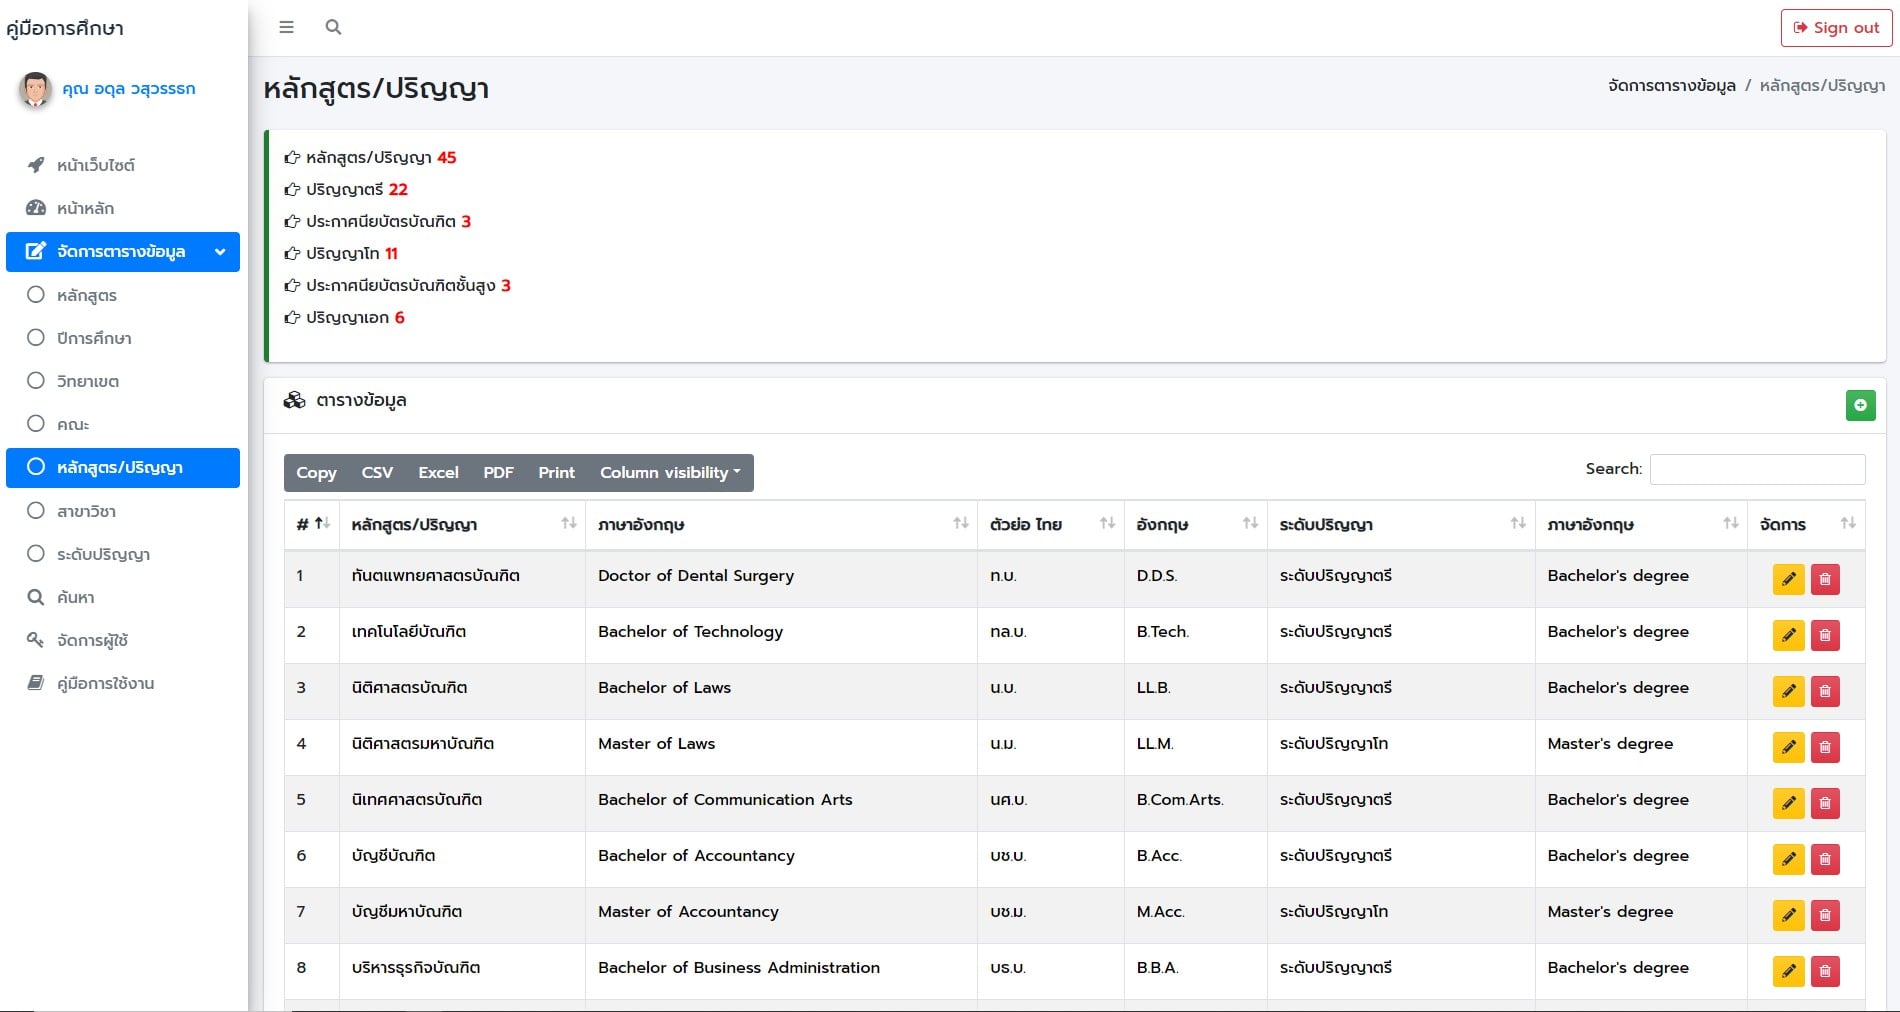 คู่มือการศึกษา
Sign out
คุณ อดุล วสุวรรธก
หลักสูตร/ปริญญา
จัดการตารางข้อมูล / หลักสูตร/ปริญญา
หน้าเว็บไซต์
หน้าหลัก
จัดการตารางข้อมูล
หลักสูตร
ปีการศึกษา
วิทยาเขต
คณะ
หลักสูตร/ปริญญา
สาขาวิชา
ระดับปริญญา
ค้นหา
จัดการผู้ใช้
คู่มือการใช้งาน
หลักสูตร/ปริญญา 45
ปริญญาตรี 22
ประกาศนียบัตรบัณฑิต 3
ปริญญาโท 11
ประกาศนียบัตรบัณฑิตชั้นสูง 3
ปริญญาเอก 6
ตารางข้อมูล
Copy CSV Excel PDF Print Column visibility
Search:
# หลักสูตร/ปริญญา ภาษาอังกฤษ ตัวย่อ ไทย อังกฤษ ระดับปริญญา ภาษาอังกฤษ จัดการ
1 ทันตแพทยศาสตรบัณฑิต Doctor of Dental Surgery ท.บ. D.D.S. ระดับปริญญาตรี Bachelor's degree
2 เทคโนโลยีบัณฑิต Bachelor of Technology ทล.บ. B.Tech. ระดับปริญญาตรี Bachelor's degree
3 นิติศาสตรบัณฑิต Bachelor of Laws น.บ. LL.B. ระดับปริญญาตรี Bachelor's degree
4 นิติศาสตรมหาบัณฑิต Master of Laws น.ม. LL.M. ระดับปริญญาโท Master's degree
5 นิเทศศาสตรบัณฑิต Bachelor of Communication Arts นศ.บ. B.Com.Arts. ระดับปริญญาตรี Bachelor's degree
6 บัญชีบัณฑิต Bachelor of Accountancy บช.บ. B.Acc. ระดับปริญญาตรี Bachelor's degree
7 บัญชีมหาบัณฑิต Master of Accountancy บช.ม. M.Acc. ระดับปริญญาโท Master's degree
8 บริหารธุรกิจบัณฑิต Bachelor of Business Administration บธ.บ. B.B.A. ระดับปริญญาตรี Bachelor's degree